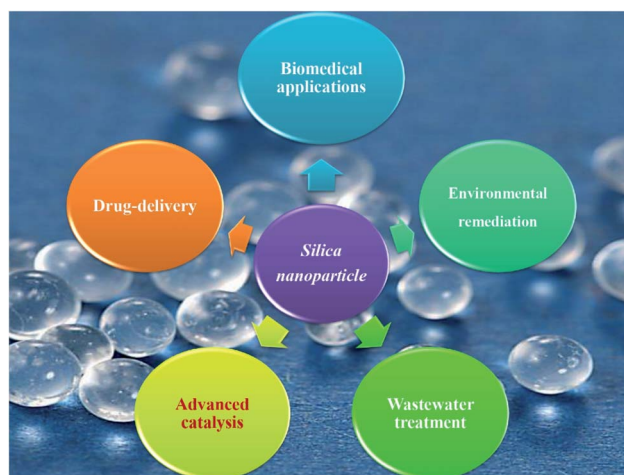 Biomedical
applications
Drug-delivery
Environmental
remediation
Silica
nanoparticle
Advanced
catalysis
Wastewater
treatment